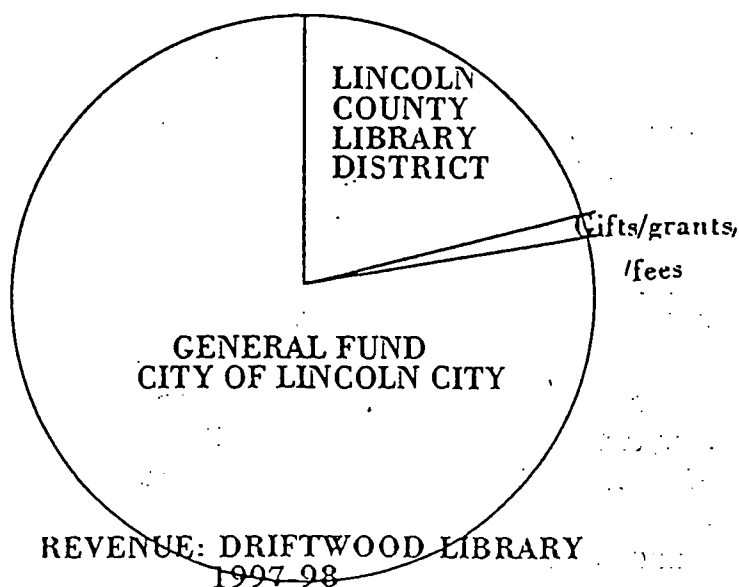 LINCOLN
COUNTY
LIBRARY
DISTRICT
Gifts/grants,
/fees
GENERAL FUND
CITY OF LINCOLN CITY
REVENUE: DRIFTWOOD LIBRARY
1997-98